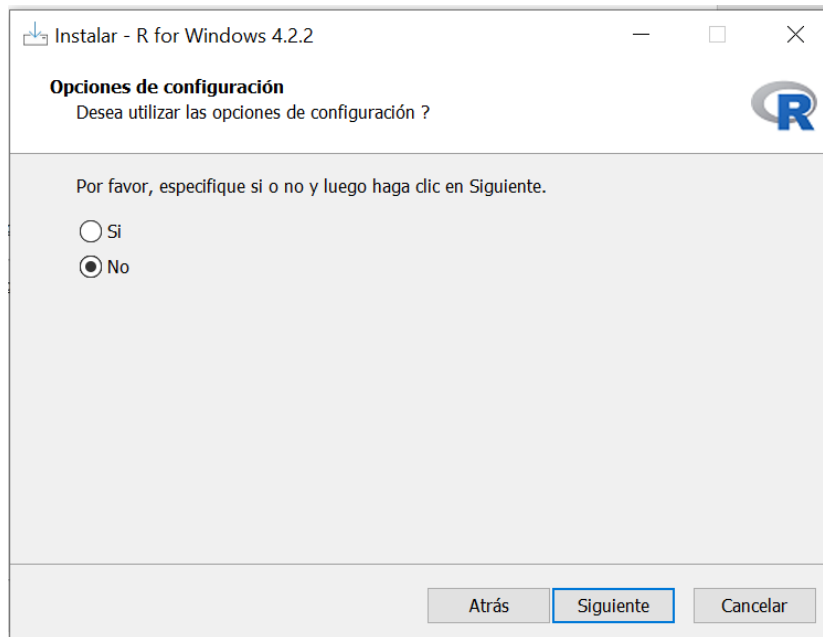 Instalar - R for Windows 4.2.2
Opciones de configuración
Desea utilizar las opciones de configuración ?
R
Por favor, especifique si o no y luego haga clic en Siguiente.
Si
No
Atrás Siguiente Cancelar